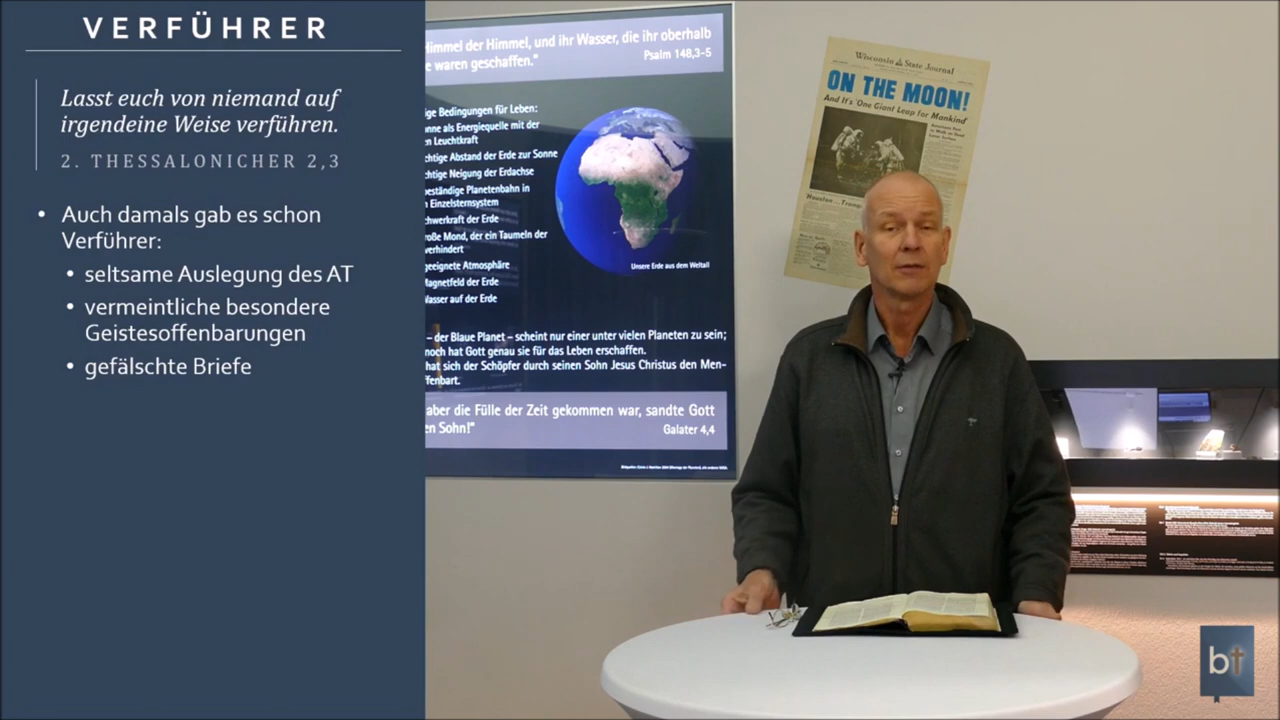 VERFÜHRER
Lasst euch von niemand auf
irgendeine Weise verführen.
2. THESSALONICHER 2,3
• Auch damals gab es schon
Verführer:
• seltsame Auslegung des AT
• vermeintliche besondere
Geistesoffenbarungen
• gefälschte Briefe
Himmel der Himmel, und ihr Wasser, die ihr oberhalb
e waren geschaffen."
Psalm 148,3-5
ige Bedingungen für Leben:
onne als Energiequelle mit der
en Leuchtkraft
chtige Abstand der Erde zur Sonne
chtige Neigung der Erdachse
beständige Planetenbahn in
n Einzelsternsystem
chwerkraft der Erde
roße Mond, der ein Taumeln der
verhindert
geeignete Atmosphäre
Magnetfeld der Erde
Wasser auf der Erde
Unsere Erde aus dem Weltall
– der Blaue Planet – scheint nur einer unter vielen Planeten zu sein;
noch hat Gott genau sie für das Leben erschaffen.
hat sich der Schöpfer durch seinen Sohn Jesus Christus den Men-
ffenbart.
aber die Fülle der Zeit gekommen war, sandte Gott
en Sohn!"
Galater 4,4
Wisconsin State Journal
ON THE MOON!
And It's 'One Giant Leap for Mankind'
Houston
bt